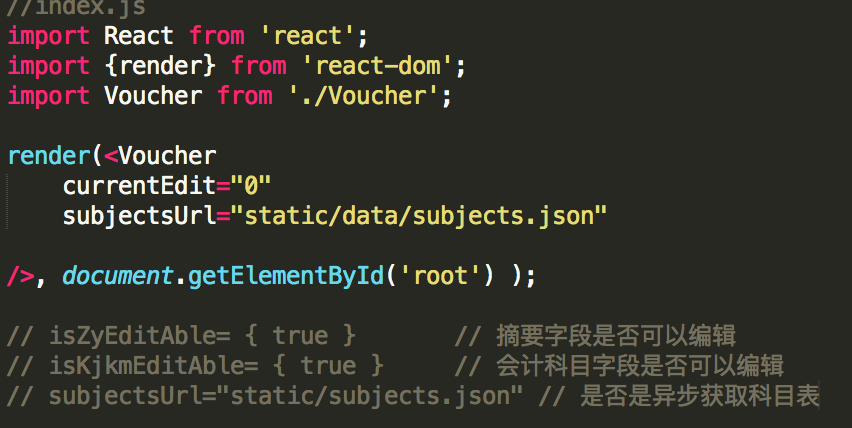 //index.js
import React from 'react';
import {render} from 'react-dom';
import Voucher from './Voucher';
render(<Voucher
currentEdit="0"
subjectsUrl="static/data/subjects.json"
/>, document.getElementById('root') );
// isZyEditAble= { true } // 摘要字段是否可以编辑
// isKjkmEditAble= { true } // 会计科目字段是否可以编辑
// subjectsUrl="static/subjects.json" // 是否是异步获取科目表